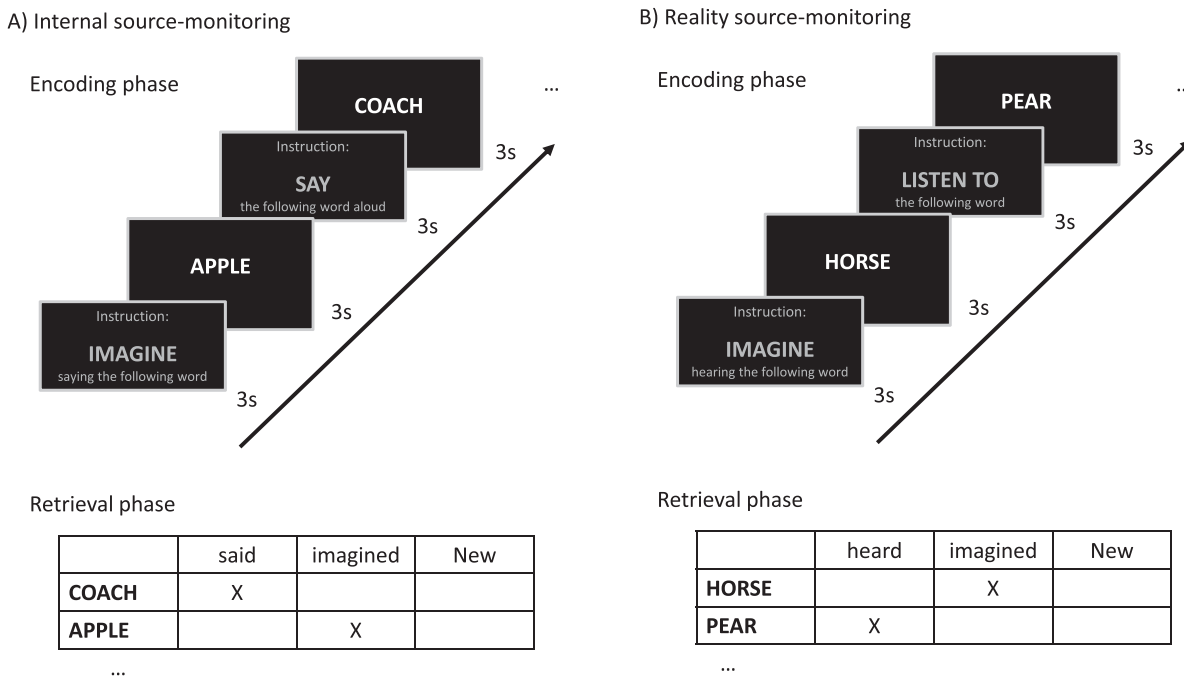 A) Internal source-monitoring
Encoding phase
...
COACH
3s
Instruction:
SAY
the following word aloud
3s
APPLE
3s
Instruction:
IMAGINE
saying the following word
3s
Retrieval phase
said imagined New
COACH X
APPLE X
...
B) Reality source-monitoring
Encoding phase
..
PEAR
3s
Instruction:
LISTEN TO
the following word
3s
HORSE
3s
Instruction:
IMAGINE
hearing the following word
3s
Retrieval phase
heard imagined New
HORSE X
PEAR X
...